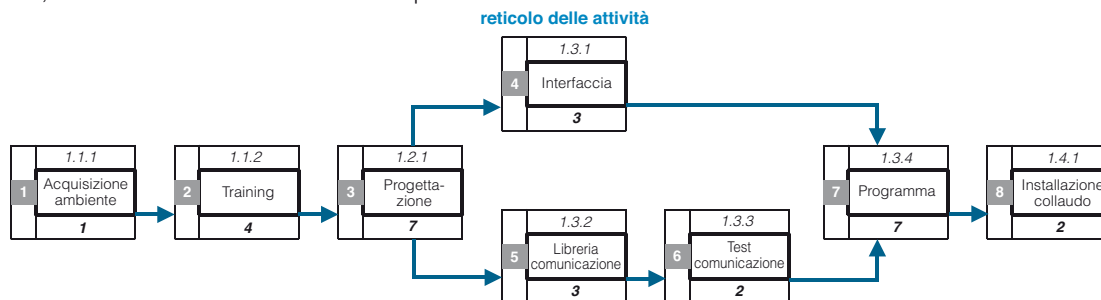 reticolo delle attività
1.3.1
4
Interfaccia
3
1.1.1
1
Acquisizione
ambiente
1
1.1.2
2
Training
4
1.2.1
3
Progetta-
zione
7
1.3.2
5
Libreria
comunicazione
3
1.3.3
6
Test
comunicazione
2
1.3.4
7
Programma
7
1.4.1
8
Installazione
collaudo
2